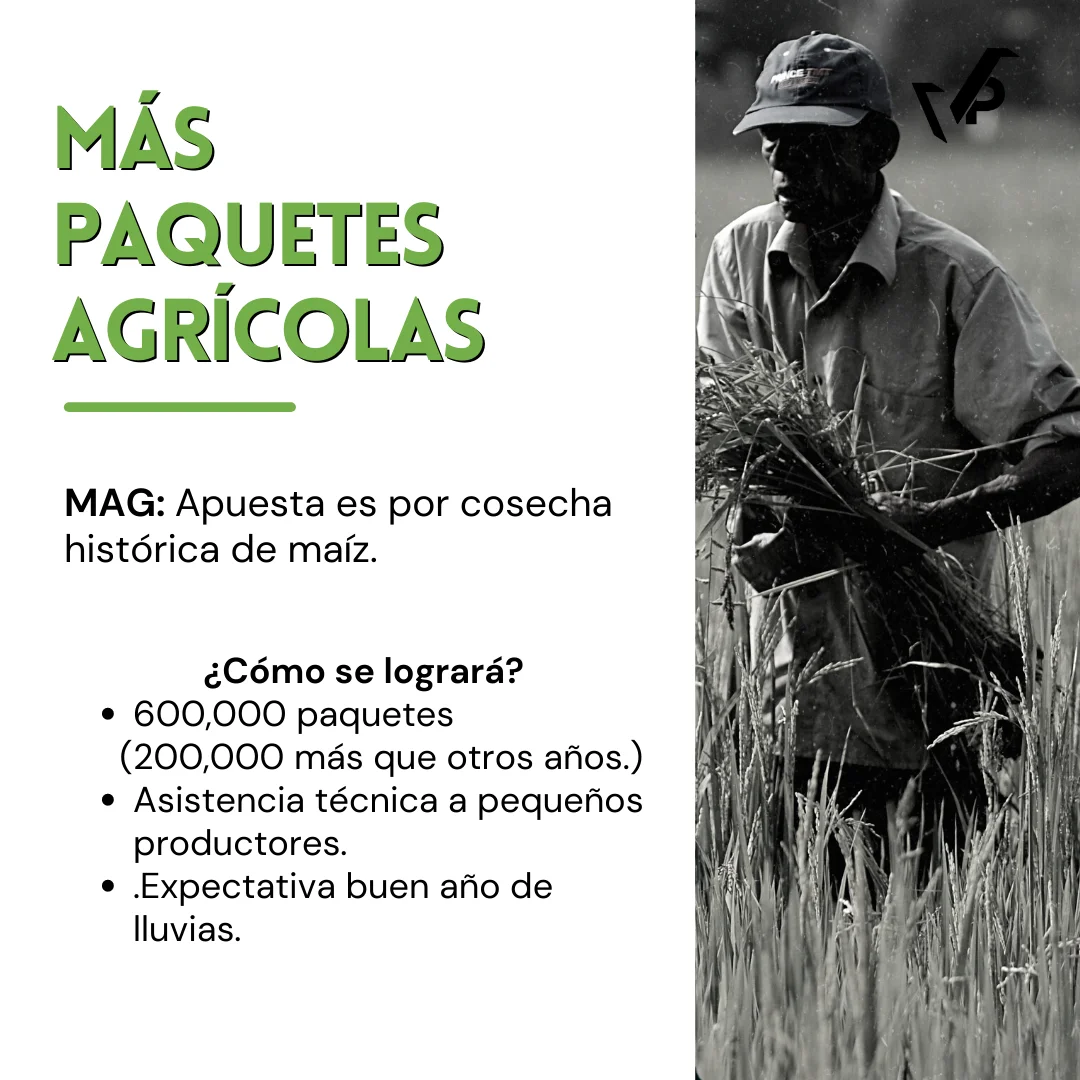 MÁS
PAQUETES
AGRÍCOLAS
MAG: Apuesta es por cosecha
histórica de maíz.
¿Cómo se logrará?
• 600,000 paquetes
(200,000 más que otros años.)
• Asistencia técnica a pequeños
productores.
• .Expectativa buen año de
lluvias.
VP